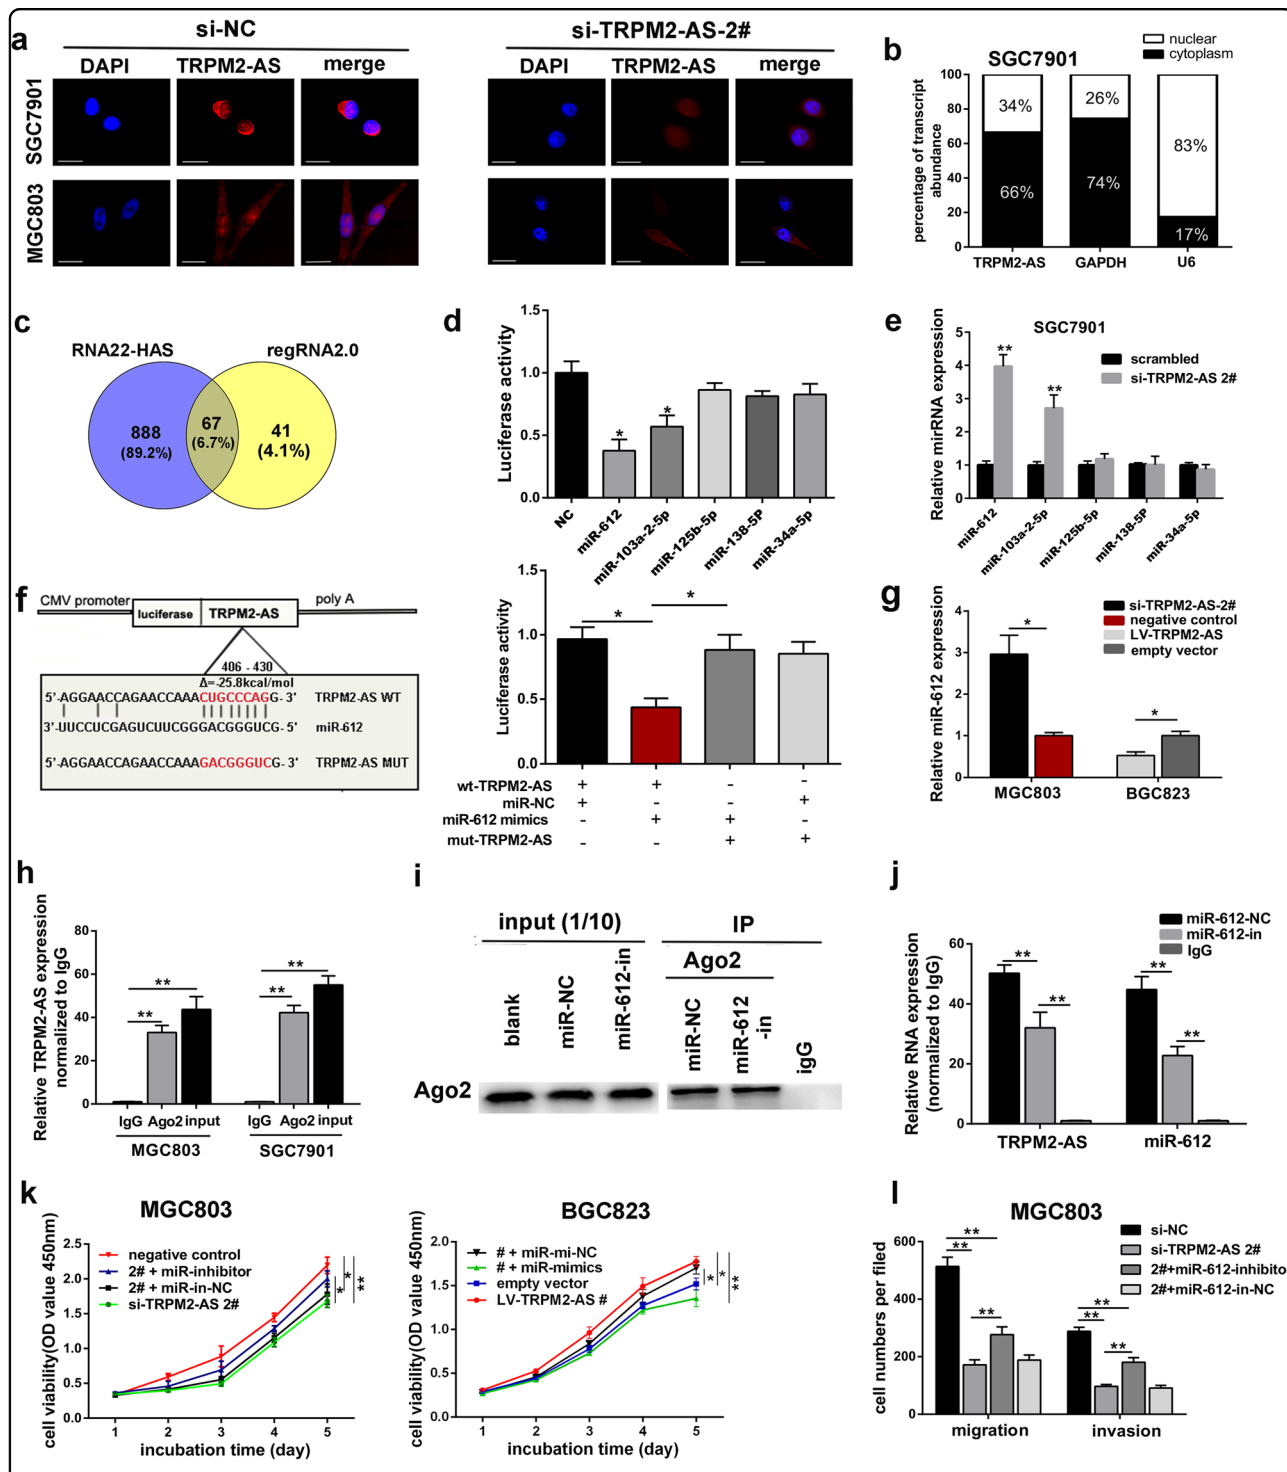 a
si-NC
si-TRPM2-AS-2#
DAPI TRPM2-AS merge
DAPI TRPM2-AS merge
SGC7901
MGC803
b
nuclear
cytoplasm
SGC7901
percentage of transcript
abundance
100
80
60
40
20
0
34%
26%
83%
66%
74%
17%
TRPM2-AS GAPDH U6
c
RNA22-HAS
regRNA2.0
888
(89.2%)
67
(6.7%)
41
(4.1%)
d
Luciferase activity
1.5
1.0
0.5
0.0
*
*
NC
miR-612
miR-103a-2-5p
miR-125b-5p
miR-138-5P
miR-34a-5p
e
SGC7901
scrambled
si-TRPM2-AS 2#
Relative mirRNA expression
5
4
3
2
1
0
**
**
miR-612
miR-103a-2-5p
miR-125b-5p
miR-138-5P
miR-34a-5p
f
CMV promoter
luciferase
TRPM2-AS
poly A
406 - 430
Δ=-25.8kcal/mol
5'-AGGAACCAGAACCAAACUGCCCAGG- 3' TRPM2-AS WT
3'-UUCCUCGAGUCUUCGGGACGGGUCG- 5' miR-612
5'-AGGAACCAGAACCAAAGACGGGUCG- 3' TRPM2-AS MUT
Luciferase activity
1.5
1.0
0.5
0.0
*
*
wt-TRPM2-AS + + - -
miR-NC + - - +
miR-612 mimics - + + -
mut-TRPM2-AS - - + +
g
si-TRPM2-AS-2#
negative control
LV-TRPM2-AS
empty vector
Relative miR-612 expression
4
3
2
1
0
*
*
MGC803 BGC823
h
Relative TRPM2-AS expression
normalized to IgG
80
60
40
20
0
**
**
**
**
IgG Ago2 input
IgG Ago2 input
MGC803
SGC7901
i
input (1/10)
IP
Ago2
blank
miR-NC
miR-612-in
miR-NC
miR-612
-in
igG
Ago2
j
miR-612-NC
miR-612-in
IgG
Relative RNA expression
(normalized to IgG)
60
40
20
0
**
**
**
**
TRPM2-AS miR-612
k
MGC803
cell viability(OD value 450nm)
2.5
2.0
1.5
1.0
0.5
0.0
negative control
2# + miR-inhibitor
2# + miR-in-NC
si-TRPM2-AS 2#
*
*
**
1 2 3 4 5
incubation time (day)
BGC823
cell viability(OD value 450nm)
2.0
1.5
1.0
0.5
0.0
# + miR-mi-NC
# + miR-mimics
empty vector
LV-TRPM2-AS #
*
*
**
1 2 3 4 5
incubation time (day)
l
MGC803
si-NC
si-TRPM2-AS 2#
2#+miR-612-inhibitor
2#+miR-612-in-NC
cell numbers per filed
600
400
200
0
**
**
**
**
**
**
migration invasion